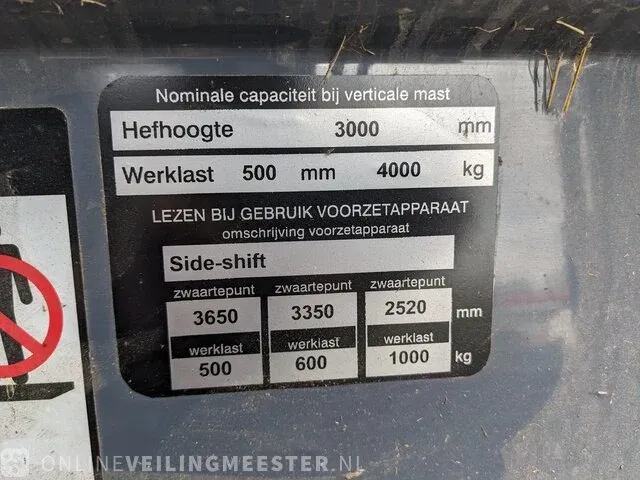 Nominale capaciteit bij verticale mast
Hefhoogte 3000 mm
Werklast 500 mm 4000 kg
LEZEN BIJ GEBRUIK VOORZETAPPARAAT
omschrijving voorzetapparaat
Side-shift
zwaartepunt zwaartepunt zwaartepunt
3650 3350 2520 mm
werklast werklast werklast
500 600 1000 kg
ONLINEVEILINGMEESTER.NL